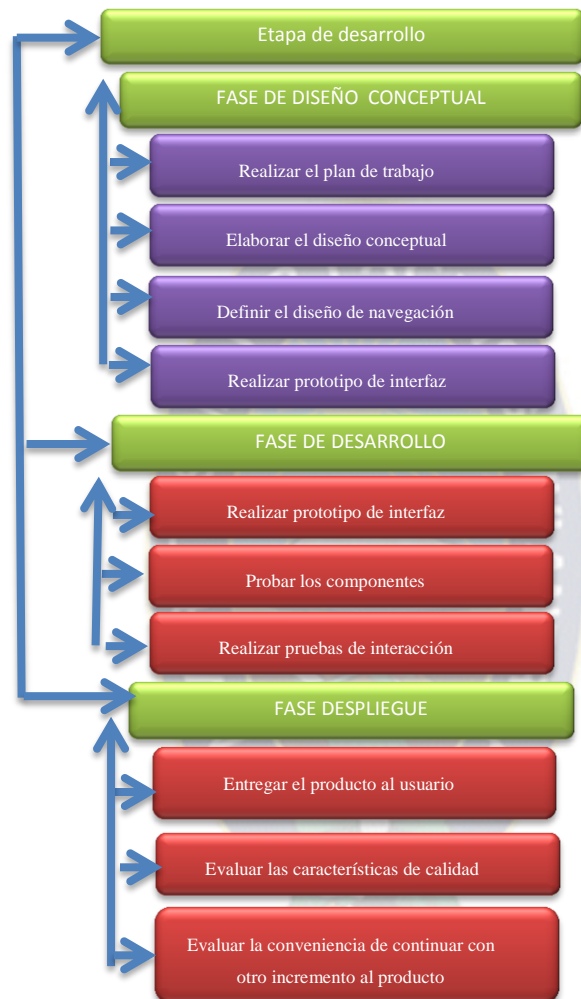 Etapa de desarrollo
FASE DE DISEÑO CONCEPTUAL
Realizar el plan de trabajo
Elaborar el diseño conceptual
Definir el diseño de navegación
Realizar prototipo de interfaz
FASE DE DESARROLLO
Realizar prototipo de interfaz
Probar los componentes
Realizar pruebas de interacción
FASE DESPLIEGUE
Entregar el producto al usuario
Evaluar las características de calidad
Evaluar la conveniencia de continuar con
otro incremento al producto